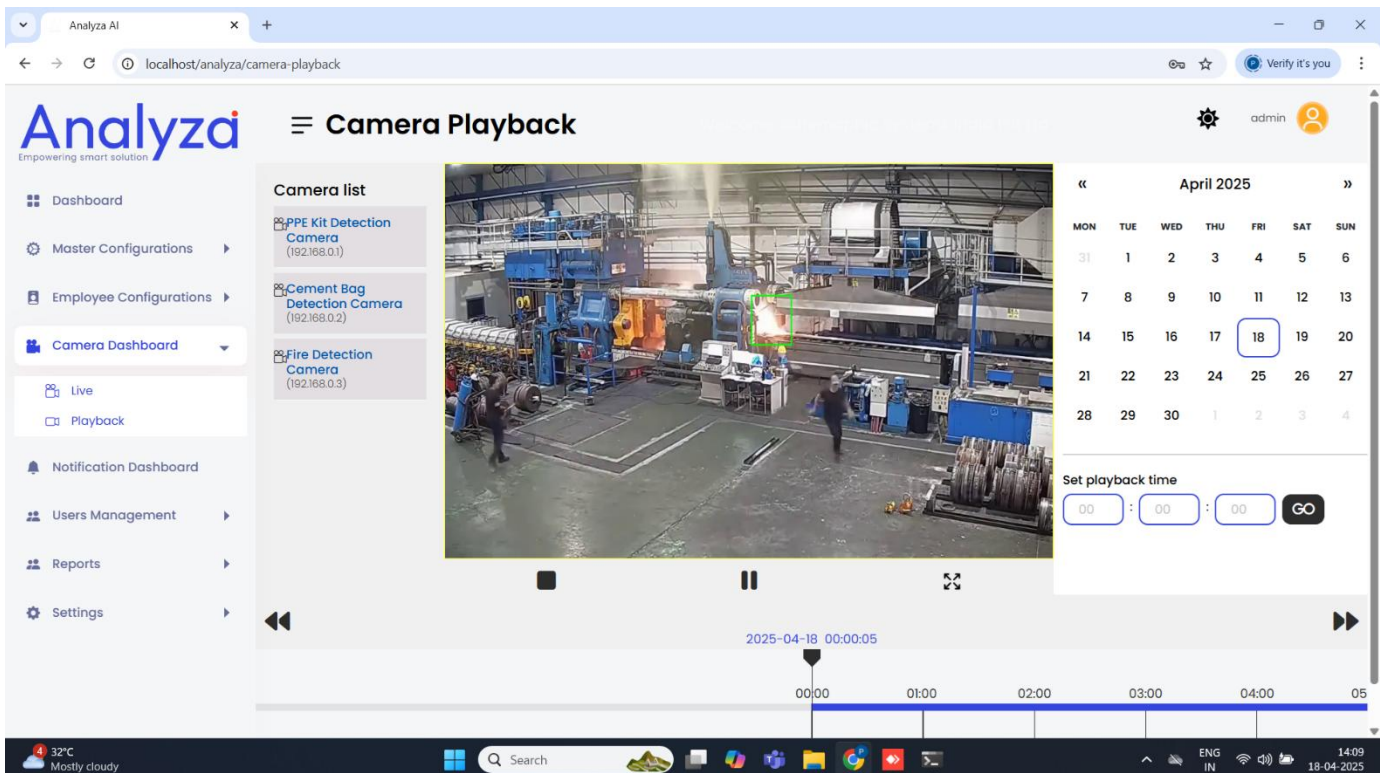 Analyza AI
localhost/analyza/camera-playback
Verify it's you
Analyza
Empowering smart solution
Camera Playback
admin
Dashboard
Master Configurations
Employee Configurations
Camera Dashboard
Live
Playback
Notification Dashboard
Users Management
Reports
Settings
Camera list
PPE Kit Detection
Camera
(192.168.0.1)
Cement Bag
Detection Camera
(192.168.0.2)
Fire Detection
Camera
(192.168.0.3)
« April 2025 »
MON TUE WED THU FRI SAT SUN
31 1 2 3 4 5 6
7 8 9 10 11 12 13
14 15 16 17 18 19 20
21 22 23 24 25 26 27
28 29 30 1 2 3 4
Set playback time
00 : 00 : 00 GO
2025-04-18 00:00:05
00:00 01:00 02:00 03:00 04:00 05
4
32°C
Mostly cloudy
Search
ENG
IN
14:09
18-04-2025